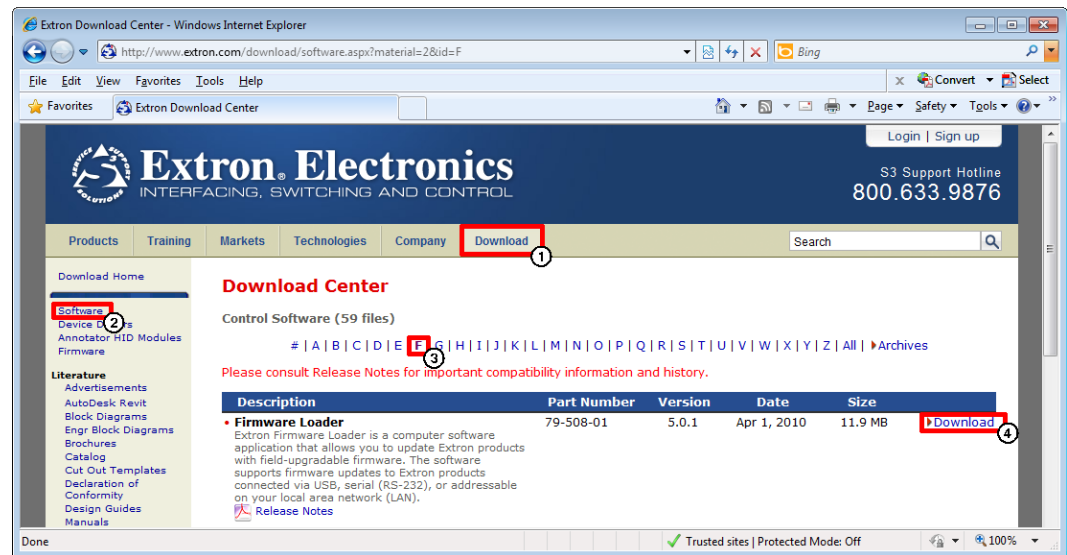 Extron Download Center - Windows Internet Explorer
http://www.extron.com/download/software.aspx?material=2&id=F
Bing
File Edit View Favorites Tools Help
x Convert Select
Favorites Extron Download Center
Page Safety Tools
Login | Sign up
SERVICE SUPPORT SOLUTIONS
Extron® Electronics
INTERFACING, SWITCHING AND CONTROL
S3 Support Hotline
800.633.9876
Products Training Markets Technologies Company Download Search
1
Download Home
Software
2
Device
Annotator HID Modules
Firmware
Literature
Advertisements
AutoDesk Revit
Block Diagrams
Engr Block Diagrams
Brochures
Catalog
Cut Out Templates
Declaration of
Conformity
Design Guides
Manuals
Download Center
Control Software (59 files)
# | A | B | C | D | E | F | G | H | I | J | K | L | M | N | O | P | Q | R | S | T | U | V | W | X | Y | Z | All | Archives
3
Please consult Release Notes for important compatibility information and history.
Description Part Number Version Date Size
• Firmware Loader 79-508-01 5.0.1 Apr 1, 2010 11.9 MB Download
4
Extron Firmware Loader is a computer software
application that allows you to update Extron products
with field-upgradable firmware. The software
supports firmware updates to Extron products
connected via USB, serial (RS-232), or addressable
on your local area network (LAN).
Release Notes
Done Trusted sites | Protected Mode: Off 100%